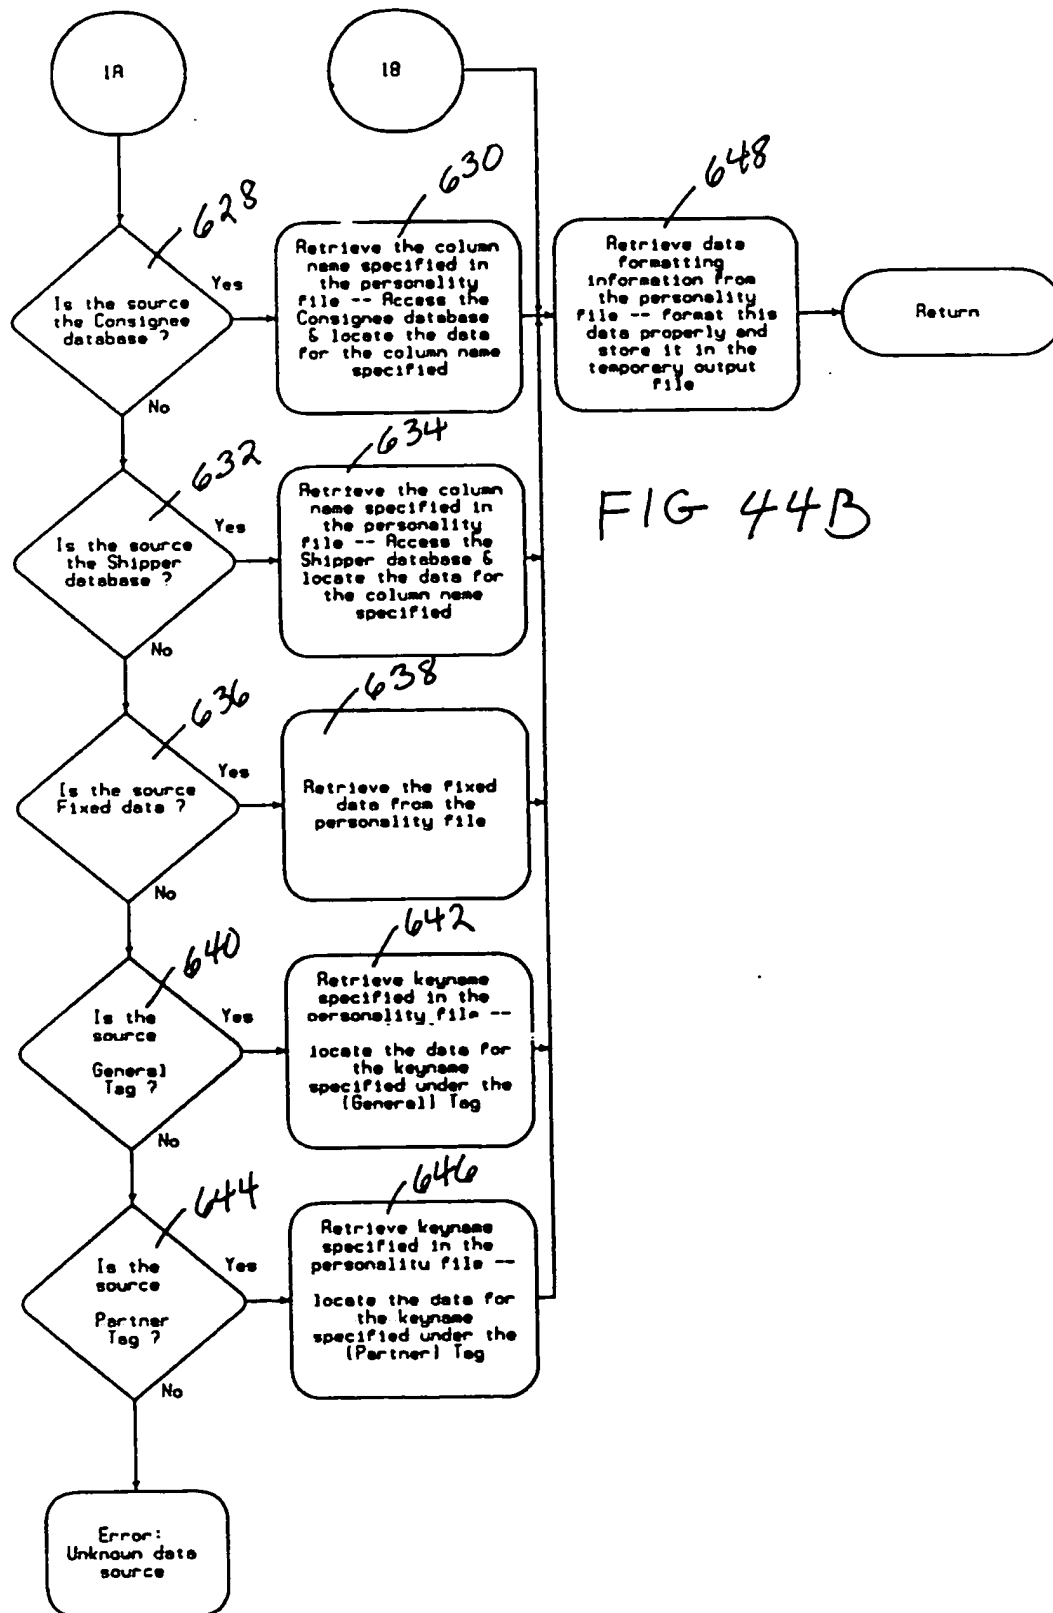 1A
1B
628
Is the source
the Consignee
database ?
Yes
No
630
Retrieve the column
name specified in
the personality
file -- Access the
Consignee database
& locate the data
for the column name
specified
648
Retrieve data
formatting
information from
the personality
file -- format this
data properly and
store it in the
temporary output
file
Return
632
Is the source
the Shipper
database ?
Yes
No
634
Retrieve the column
name specified in
the personality
file -- Access the
Shipper database &
locate the data for
the column name
specified
FIG 44B
636
Is the source
Fixed data ?
Yes
No
638
Retrieve the fixed
data from the
personality file
640
Is the
source
General
Tag ?
Yes
No
642
Retrieve keyname
specified in the
personality file --
locate the data for
the keyname
specified under the
[General] Tag
644
Is the
source
Partner
Tag ?
Yes
No
646
Retrieve keyname
specified in the
personality file --
locate the data for
the keyname
specified under the
[Partner] Tag
Error:
Unknown data
source